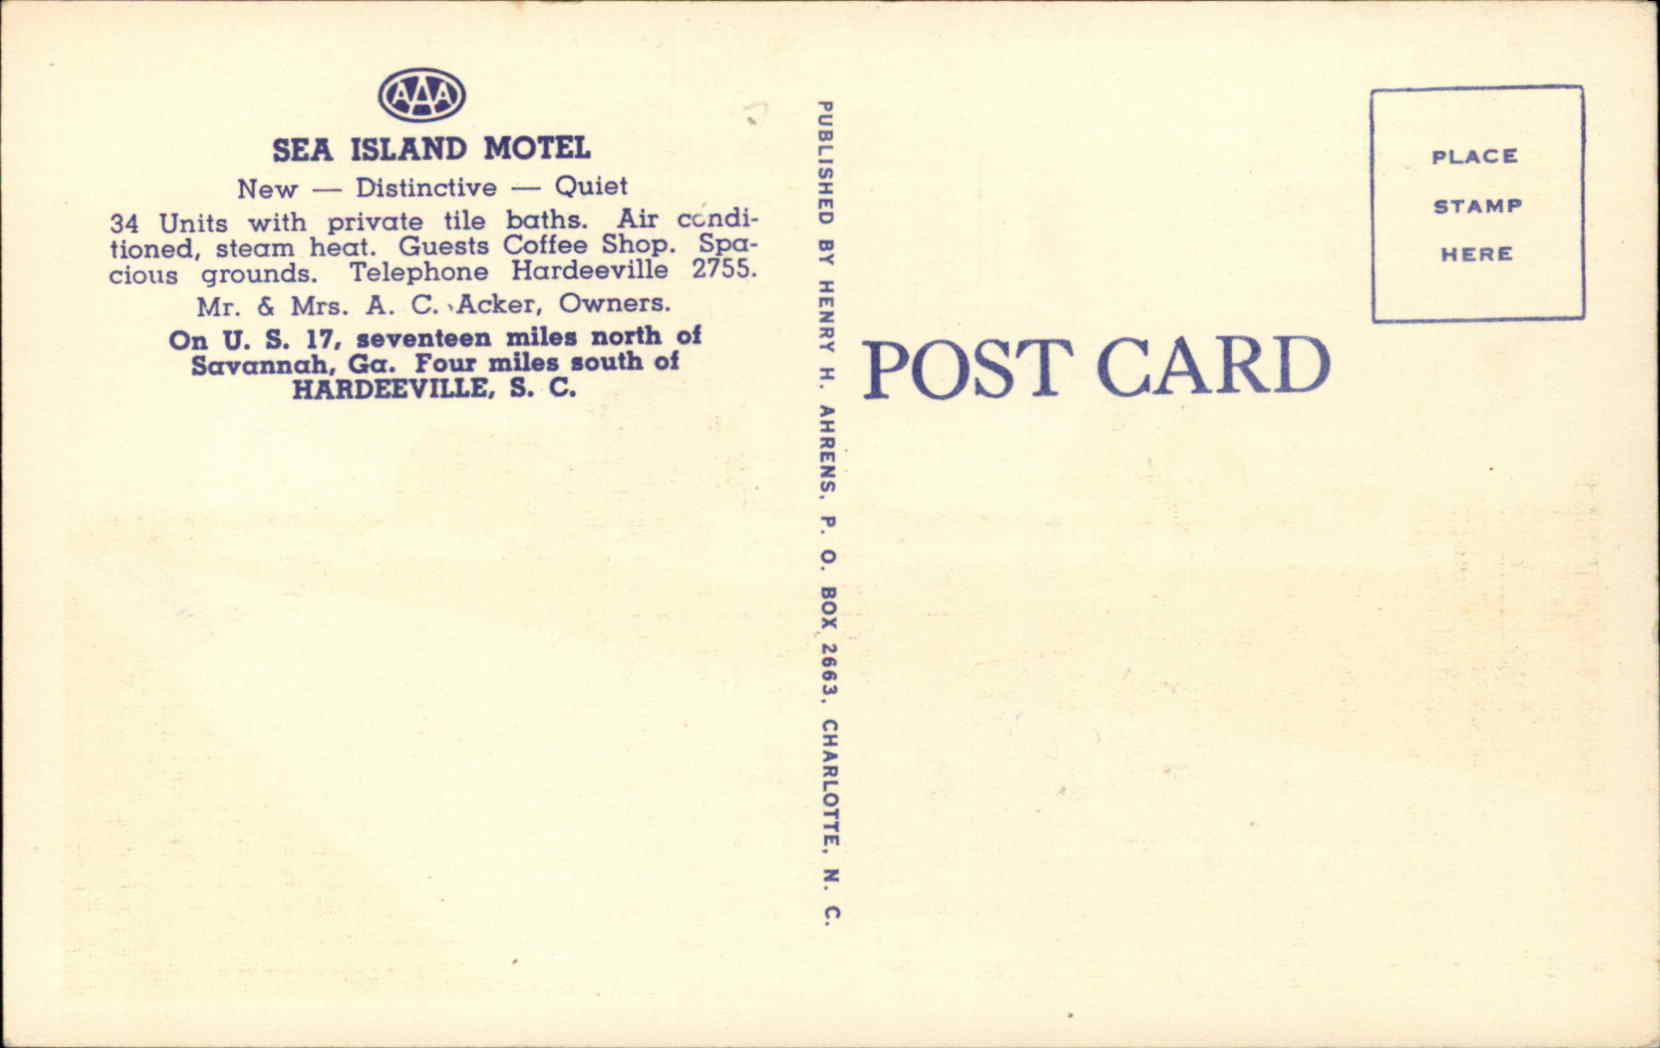 AAA
SEA ISLAND MOTEL
New — Distinctive — Quiet
34 Units with private tile baths. Air condi-
tioned, steam heat. Guests Coffee Shop. Spa-
cious grounds. Telephone Hardeeville 2755.
Mr. & Mrs. A. C. Acker, Owners.
On U. S. 17, seventeen miles north of
Savannah, Ga. Four miles south of
HARDEEVILLE, S. C.
PUBLISHED BY HENRY H. AHRENS, P. O. BOX 2663, CHARLOTTE, N. C.
POST CARD
PLACE
STAMP
HERE